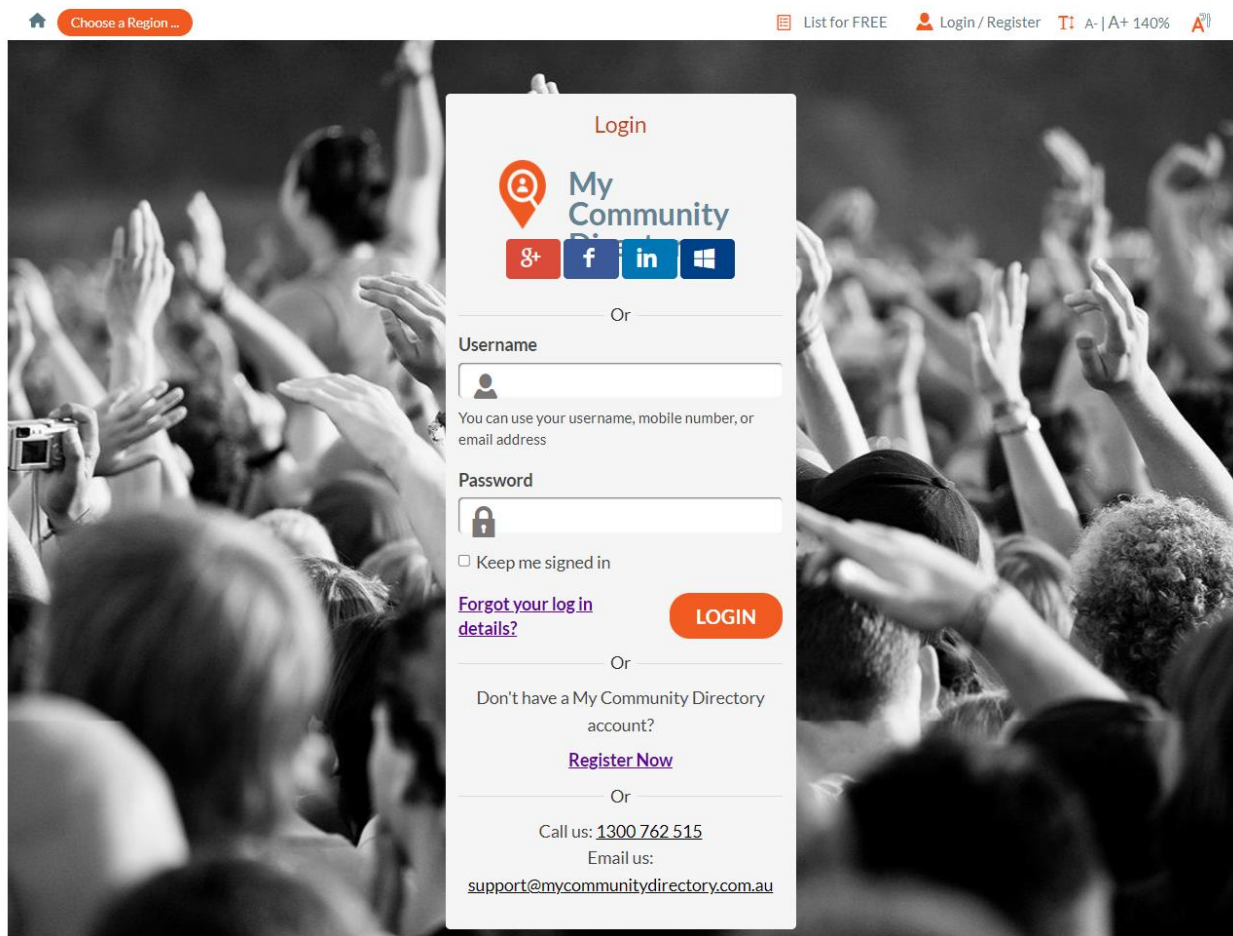 Choose a Region ...
List for FREE
Login / Register
A- | A+ 140%
Login
My
Community
8+
f
in
Or
Username
You can use your username, mobile number, or
email address
Password
Keep me signed in
Forgot your log in
details?
LOGIN
Or
Don't have a My Community Directory
account?
Register Now
Or
Call us: 1300 762 515
Email us:
support@mycommunitydirectory.com.au